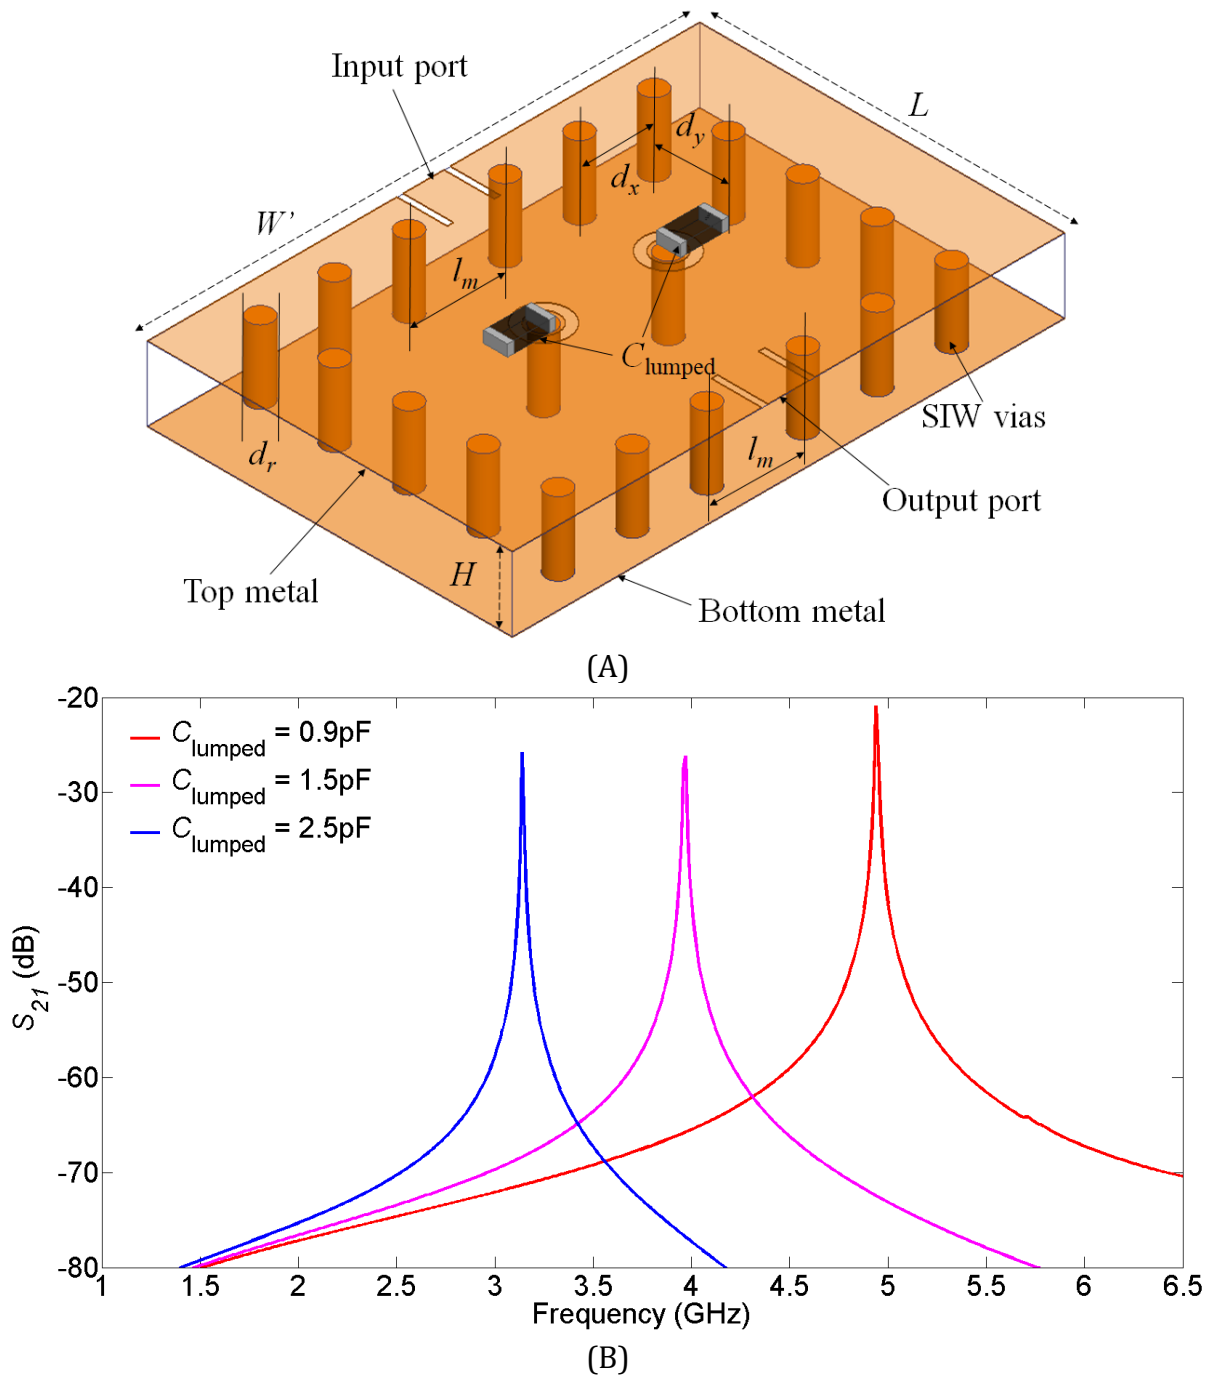 Input port
L
d_y
d_x
W’
l_m
C_lumped
SIW vias
d_r
l_m
Output port
Top metal
H
Bottom metal
(A)
-20
-30
-40
-50
-60
-70
-80
C_lumped = 0.9pF
C_lumped = 1.5pF
C_lumped = 2.5pF
S_21 (dB)
1 1.5 2 2.5 3 3.5 4 4.5 5 5.5 6 6.5
Frequency (GHz)
(B)